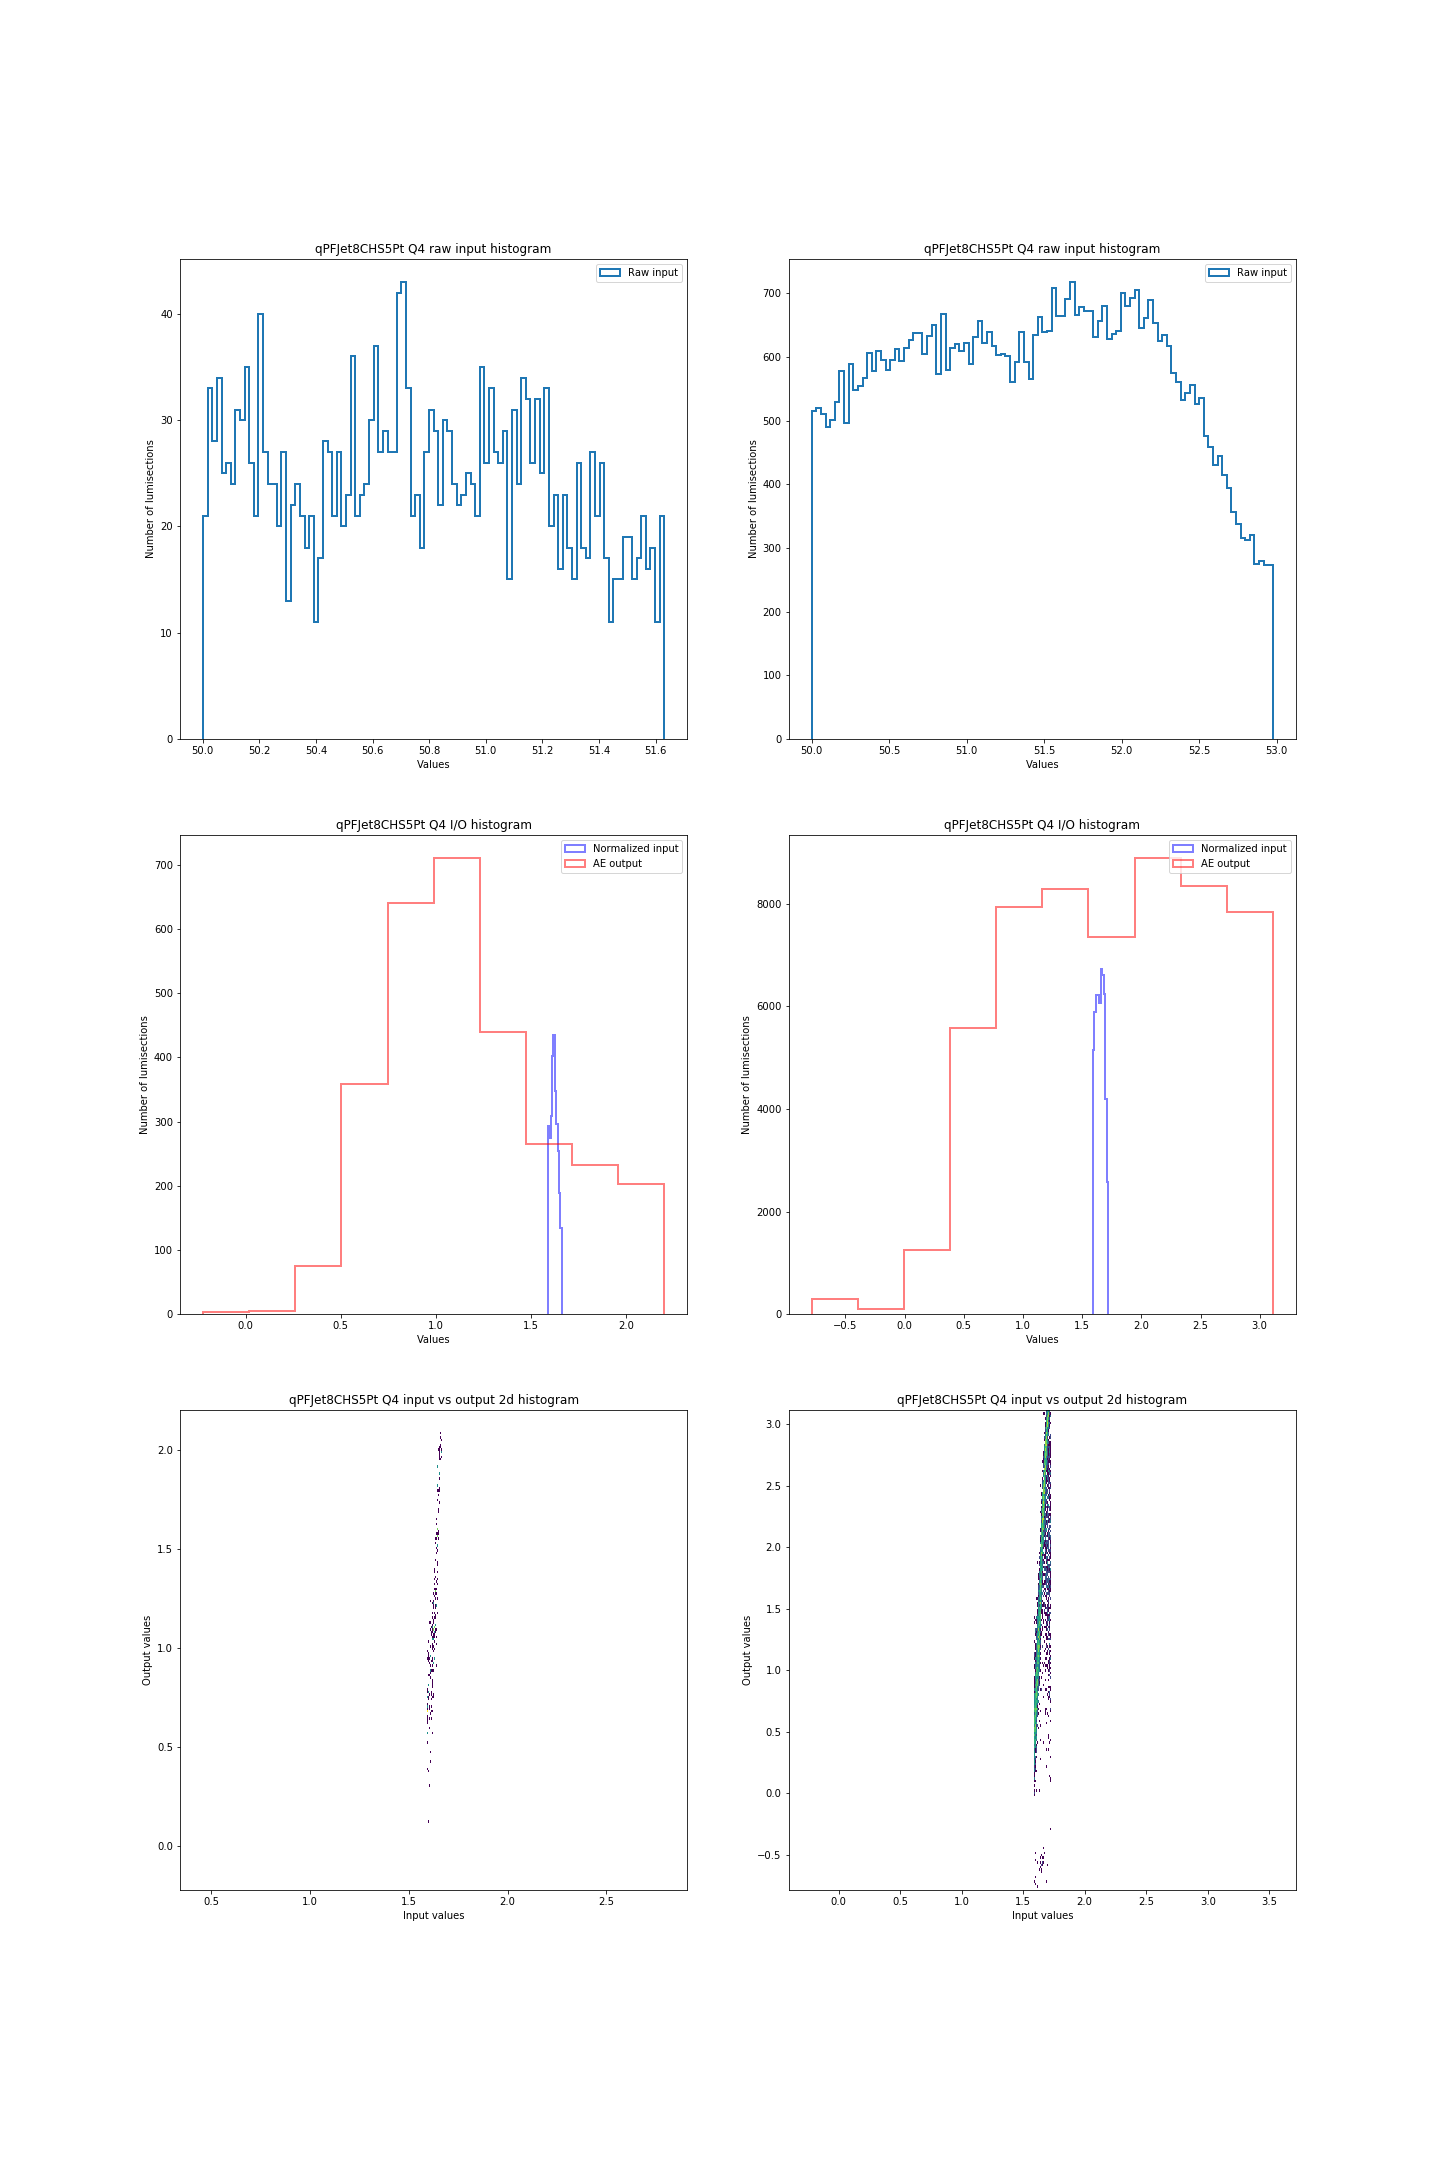 qPFJet8CHS5Pt Q4 raw input histogram
Raw input
Number of lumisections
0
10
20
30
40
50.0 50.2 50.4 50.6 50.8 51.0 51.2 51.4 51.6
Values
qPFJet8CHS5Pt Q4 raw input histogram
Raw input
Number of lumisections
0
100
200
300
400
500
600
700
50.0 50.5 51.0 51.5 52.0 52.5 53.0
Values
qPFJet8CHS5Pt Q4 I/O histogram
Normalized input
AE output
Number of lumisections
0
100
200
300
400
500
600
700
0.0 0.5 1.0 1.5 2.0
Values
qPFJet8CHS5Pt Q4 I/O histogram
Normalized input
AE output
Number of lumisections
0
2000
4000
6000
8000
−0.5 0.0 0.5 1.0 1.5 2.0 2.5 3.0
Values
qPFJet8CHS5Pt Q4 input vs output 2d histogram
Output values
0.0
0.5
1.0
1.5
2.0
0.5 1.0 1.5 2.0 2.5
Input values
qPFJet8CHS5Pt Q4 input vs output 2d histogram
Output values
−0.5
0.0
0.5
1.0
1.5
2.0
2.5
3.0
0.0 0.5 1.0 1.5 2.0 2.5 3.0 3.5
Input values